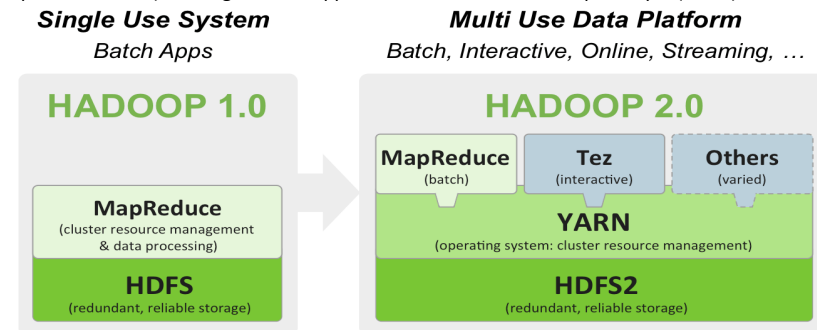 Single Use System
Batch Apps
HADOOP 1.0
MapReduce
(cluster resource management
& data processing)
HDFS
(redundant, reliable storage)
Multi Use Data Platform
Batch, Interactive, Online, Streaming, …
HADOOP 2.0
MapReduce
(batch)
Tez
(interactive)
Others
(varied)
YARN
(operating system: cluster resource management)
HDFS2
(redundant, reliable storage)